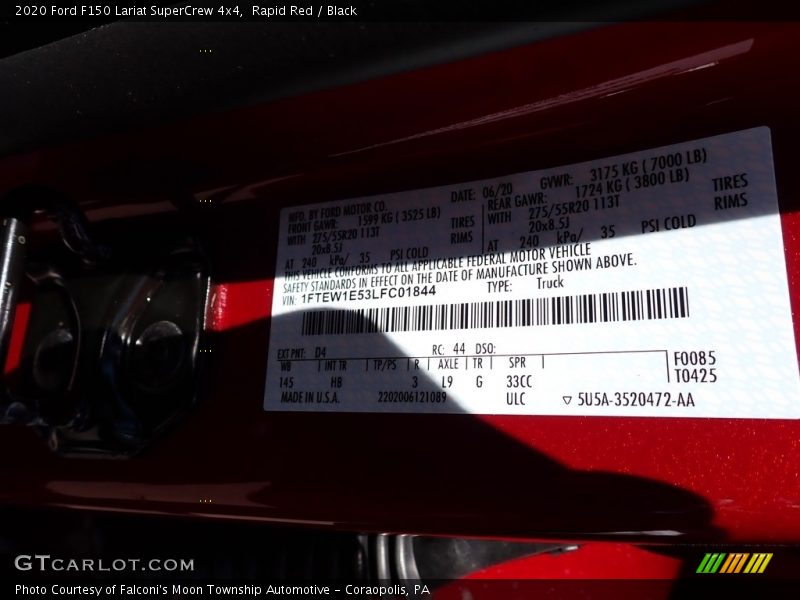 2020 Ford F150 Lariat SuperCrew 4x4, Rapid Red / Black
MFD. BY FORD MOTOR CO. DATE: 06/20 GVWR: 3175 KG ( 7000 LB)
FRONT GAWR: 1599 KG ( 3525 LB) REAR GAWR: 1724 KG ( 3800 LB)
WITH 275/55R20 113T TIRES WITH 275/55R20 113T TIRES
20x8.5J RIMS 20x8.5J RIMS
AT 240 kPa/ 35 PSI COLD AT 240 kPa/ 35 PSI COLD
THIS VEHICLE CONFORMS TO ALL APPLICABLE FEDERAL MOTOR VEHICLE
SAFETY STANDARDS IN EFFECT ON THE DATE OF MANUFACTURE SHOWN ABOVE.
VIN: 1FTEW1E53LFC01844 TYPE: Truck
EXT PNT: D4 RC: 44 DSO:
WB INT TR TP/PS R AXLE TR SPR F0085
145 HB 3 L9 G 33CC T0425
MADE IN U.S.A. 2202006121089 ULC ▽ 5U5A-3520472-AA
GTCARLOT.COM
Photo Courtesy of Falconi's Moon Township Automotive – Coraopolis, PA